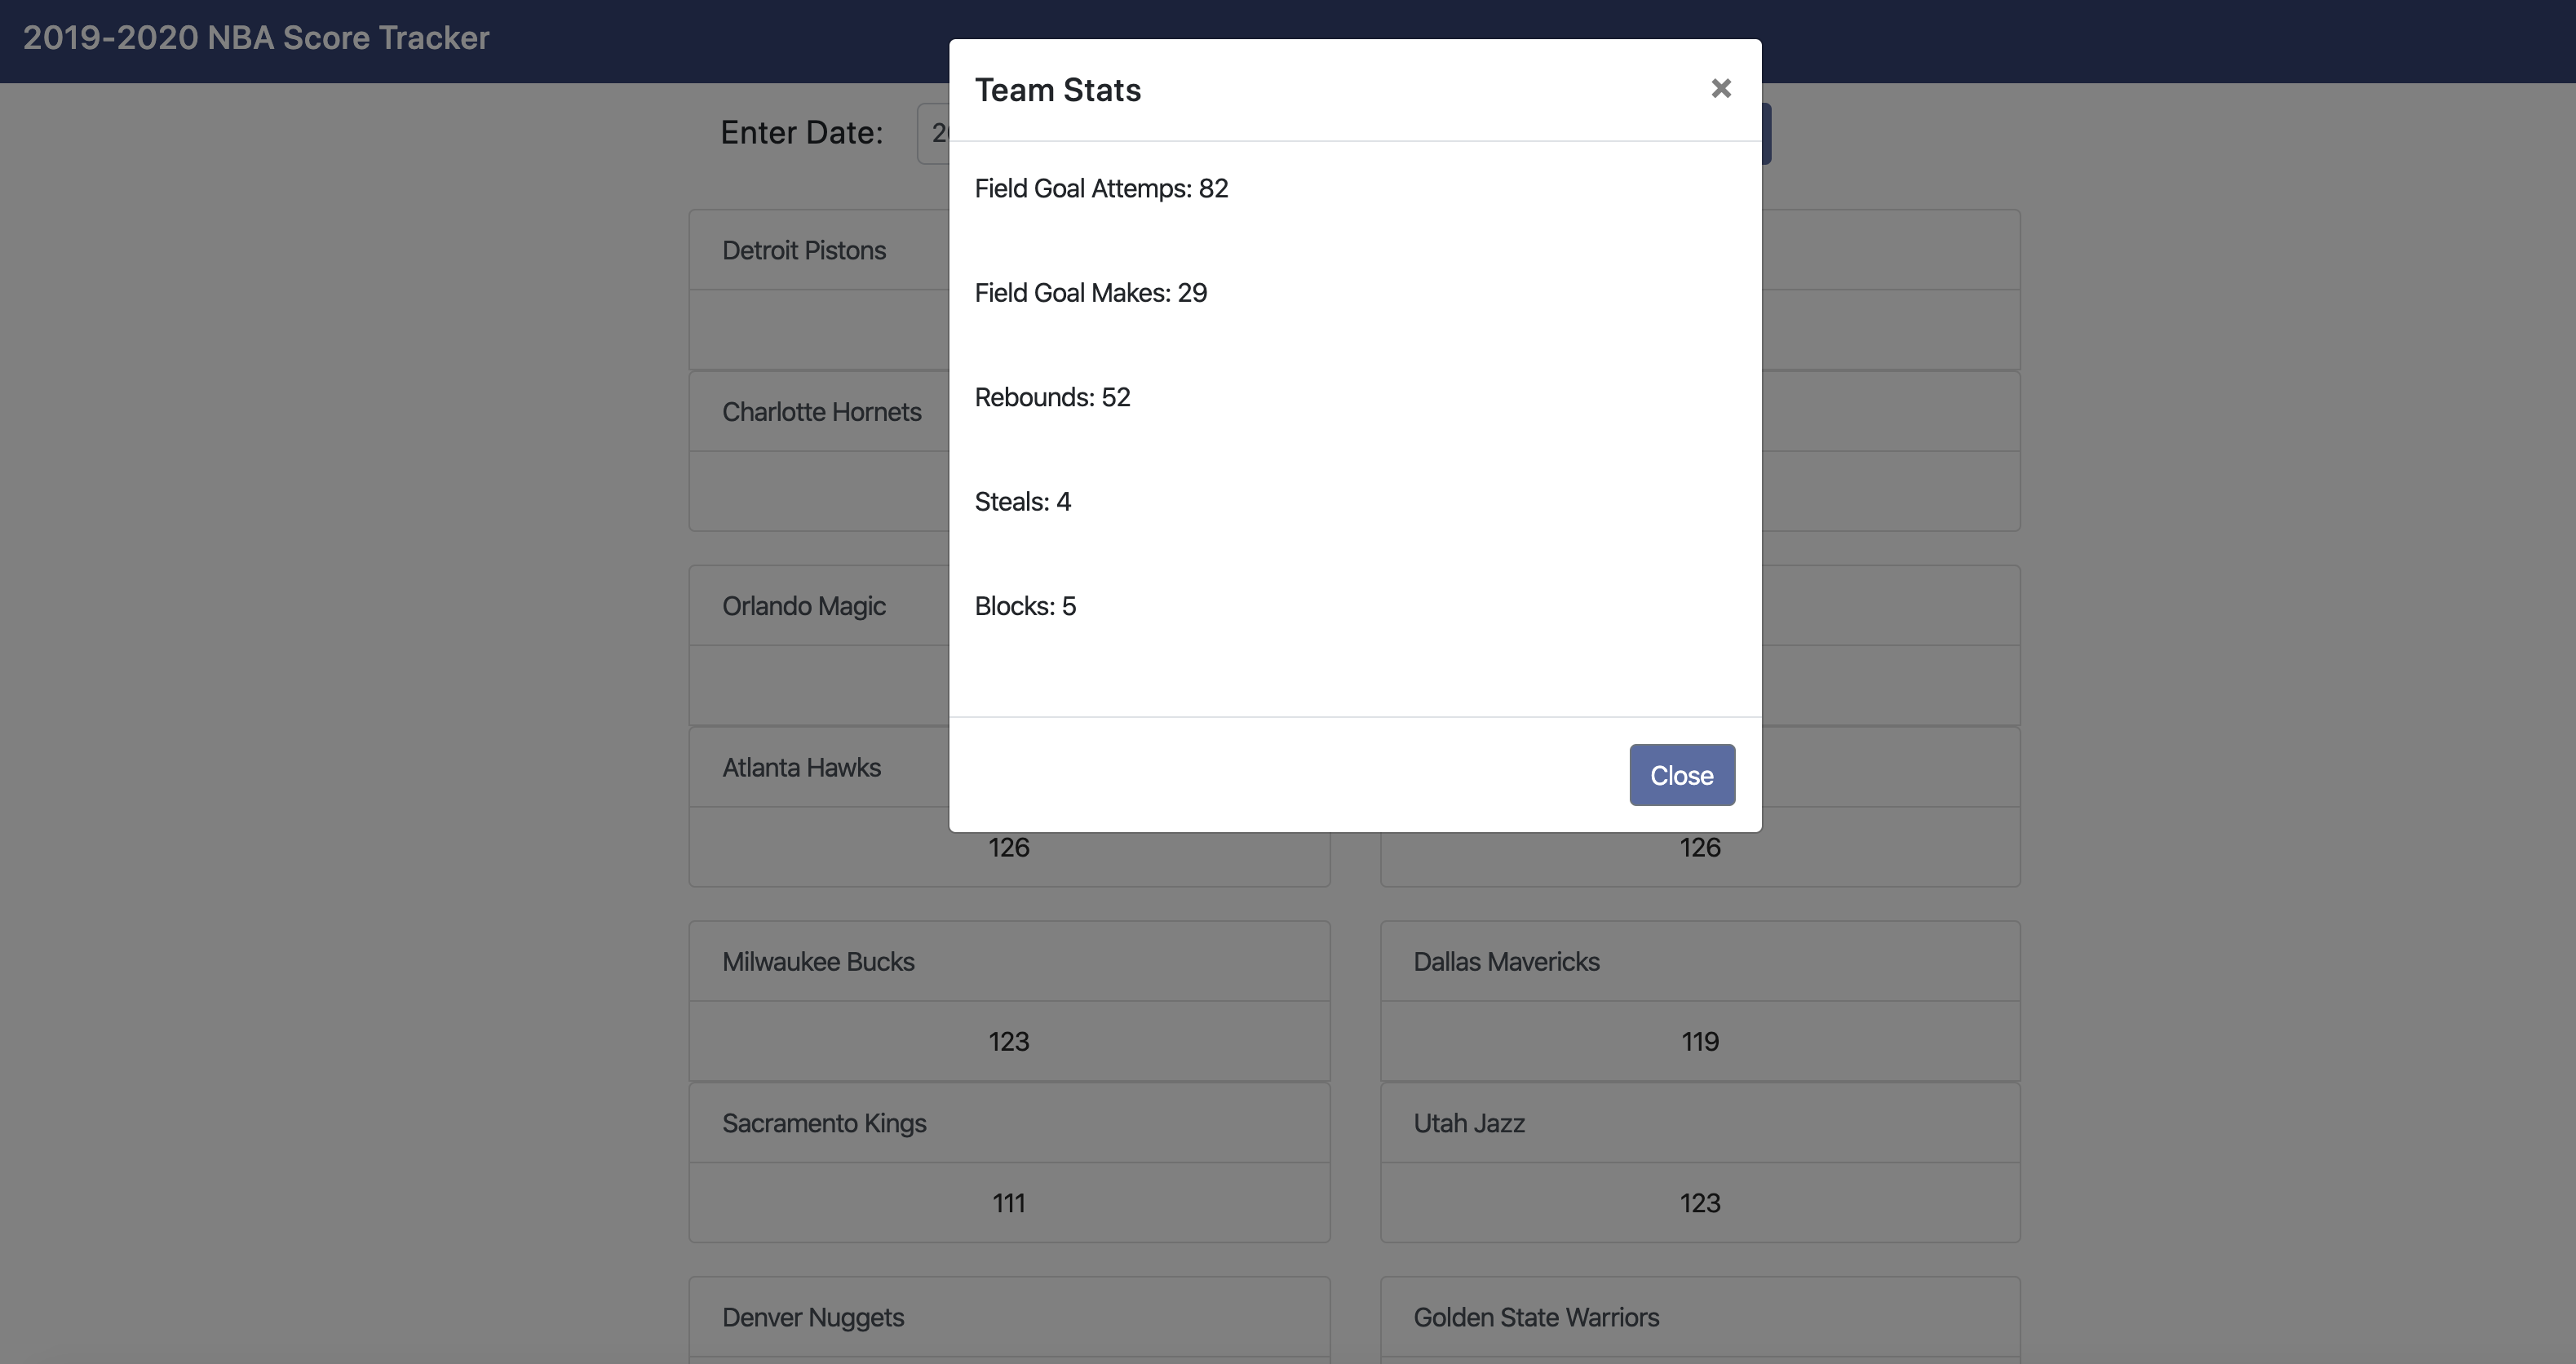 2019-2020 NBA Score Tracker
Team Stats
×
Enter Date:
Field Goal Attemps: 82
Field Goal Makes: 29
Rebounds: 52
Steals: 4
Blocks: 5
Close
Detroit Pistons
Charlotte Hornets
Orlando Magic
Atlanta Hawks
126
126
Milwaukee Bucks
123
Sacramento Kings
111
Dallas Mavericks
119
Utah Jazz
123
Denver Nuggets
Golden State Warriors